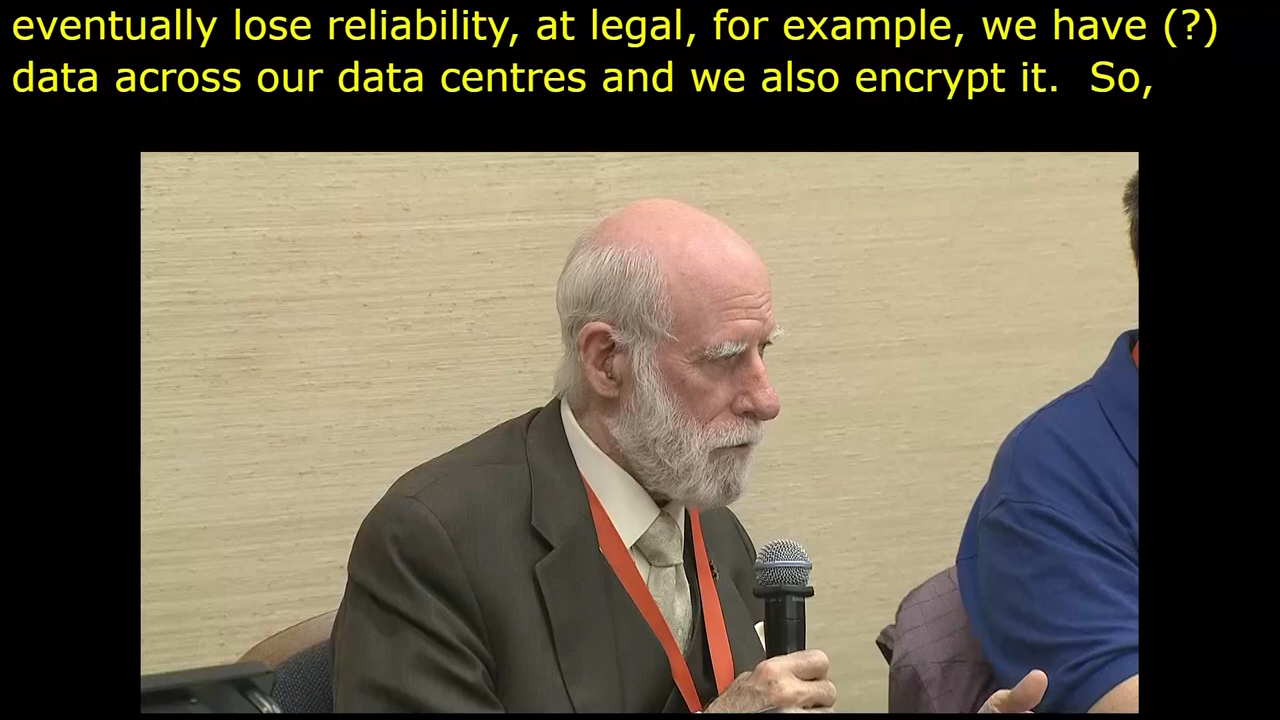 eventually lose reliability, at legal, for example, we have (?)
data across our data centres and we also encrypt it.  So,